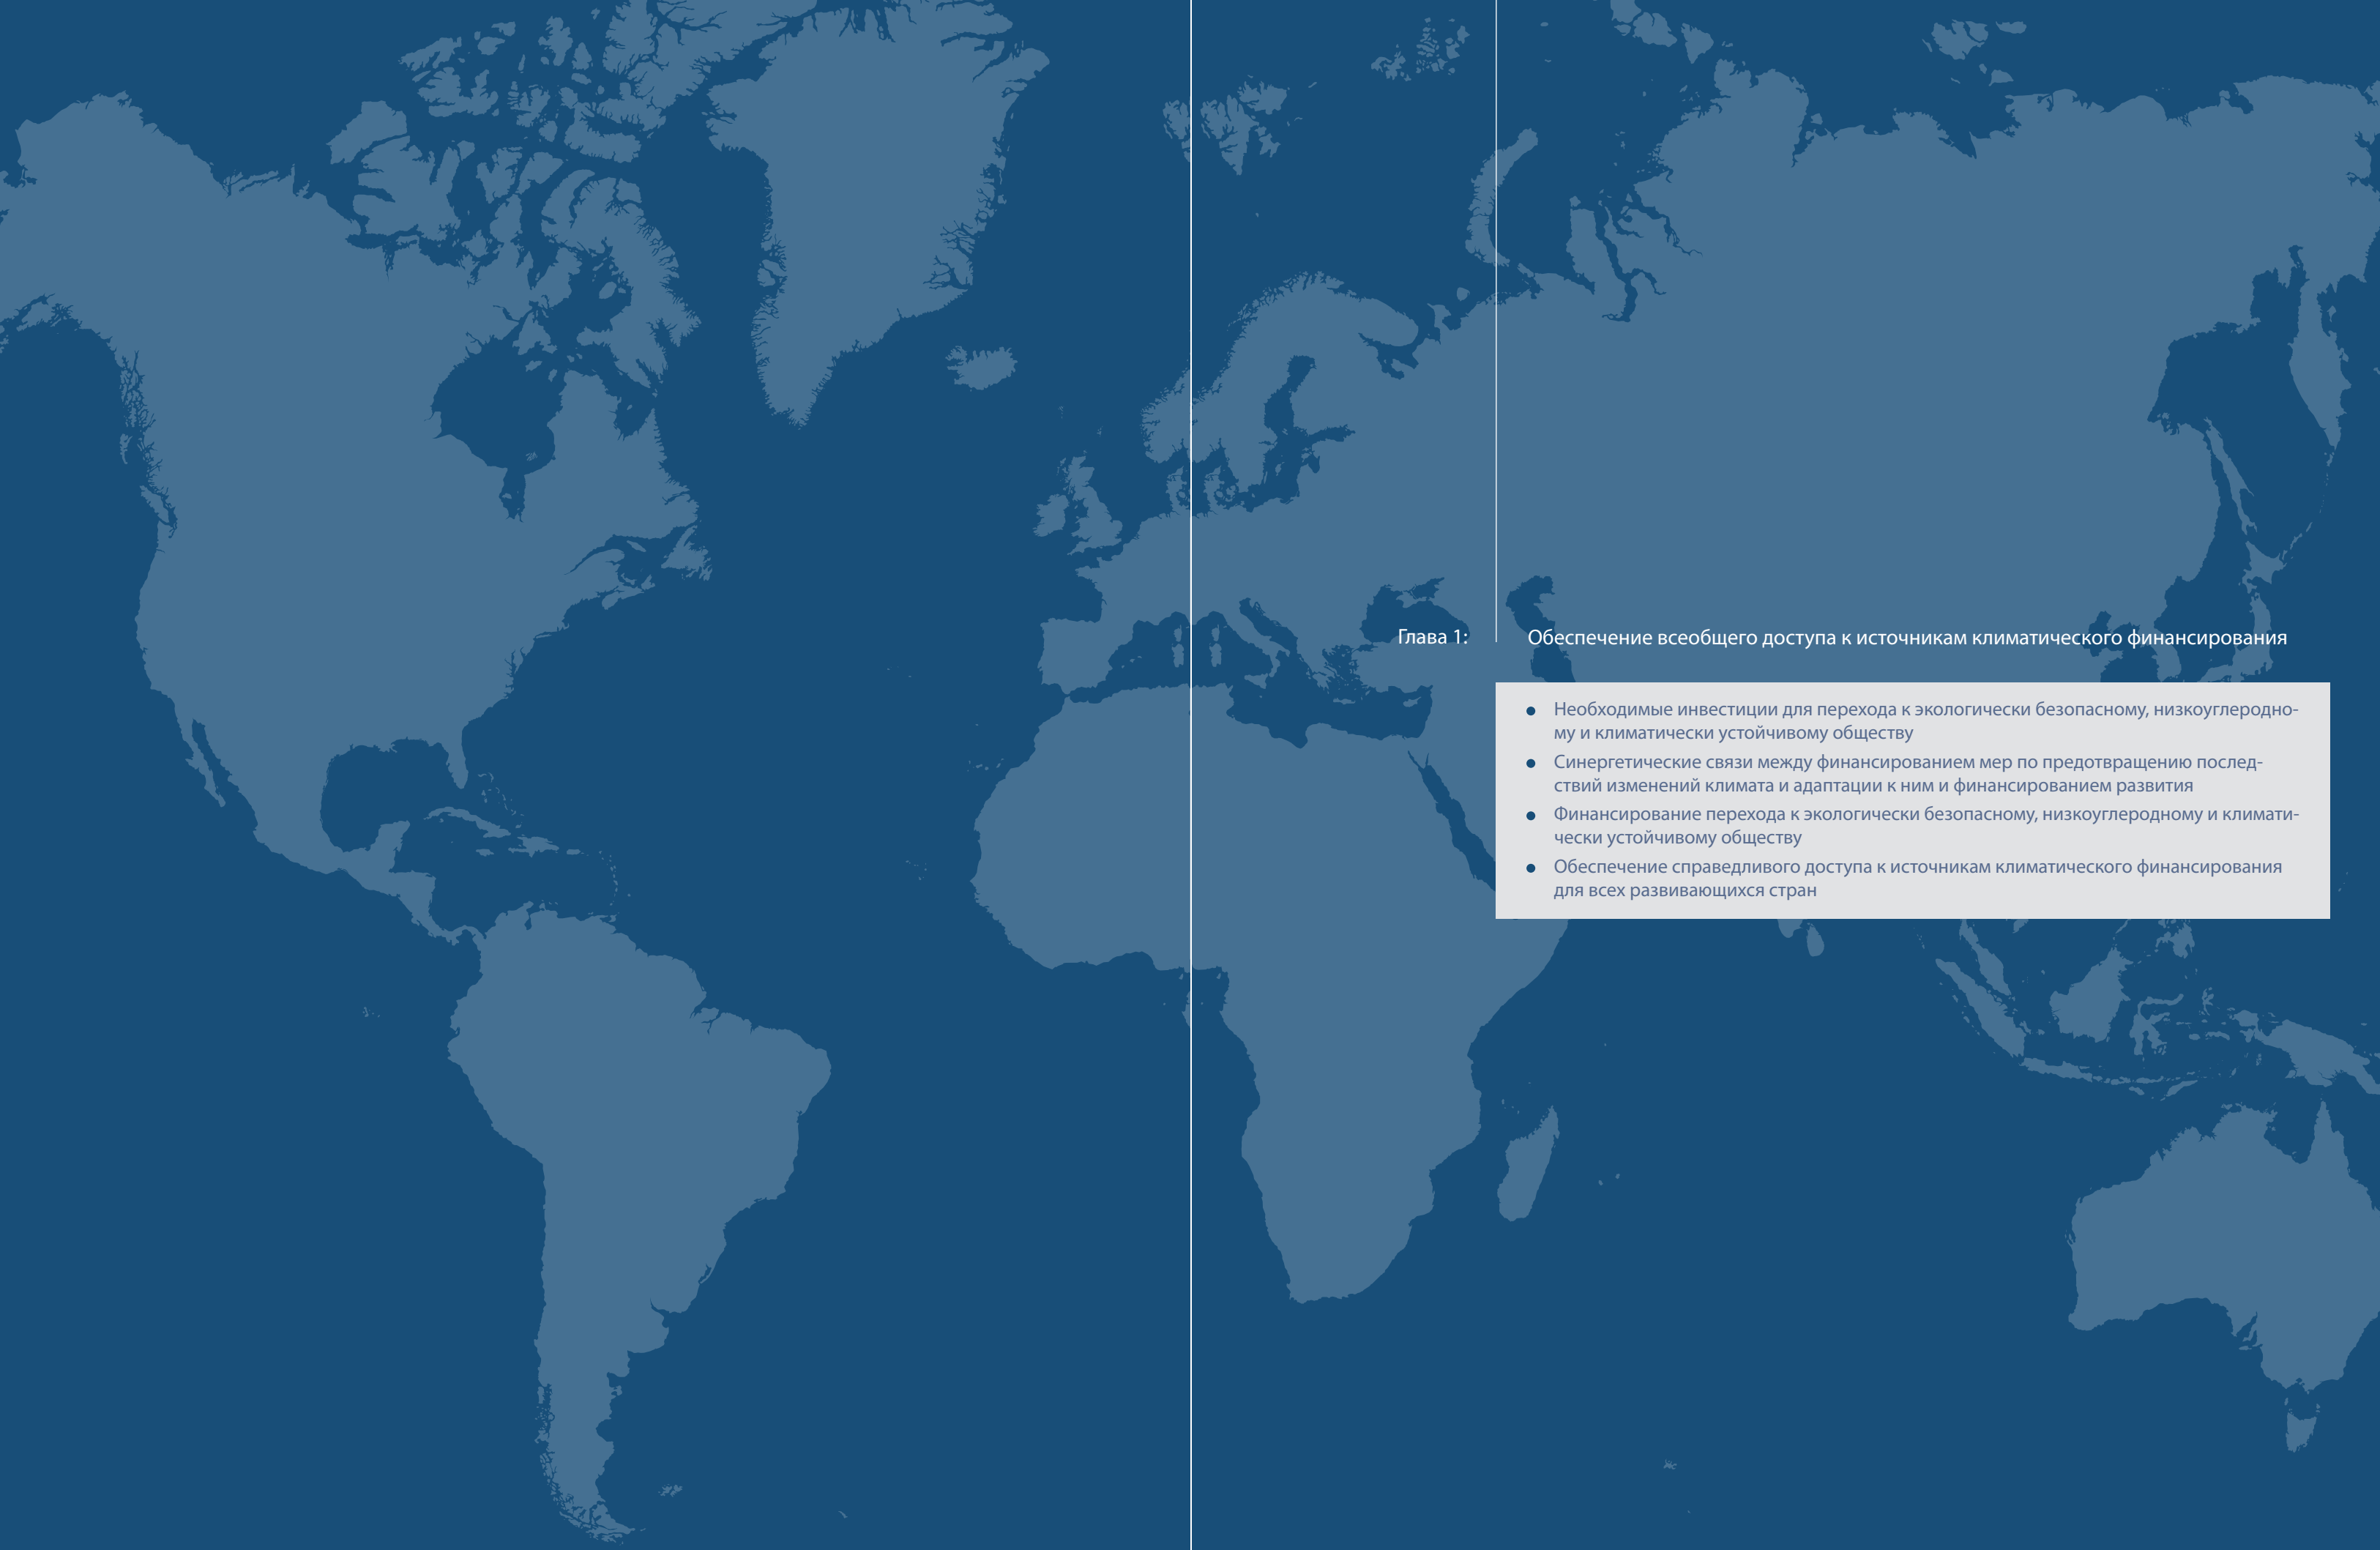 Глава 1: Обеспечение всеобщего доступа к источникам климатического финансирования
● Необходимые инвестиции для перехода к экологически безопасному, низкоуглеродно-
му и климатически устойчивому обществу
● Синергетические связи между финансированием мер по предотвращению послед-
ствий изменений климата и адаптации к ним и финансированием развития
● Финансирование перехода к экологически безопасному, низкоуглеродному и климати-
чески устойчивому обществу
● Обеспечение справедливого доступа к источникам климатического финансирования
для всех развивающихся стран